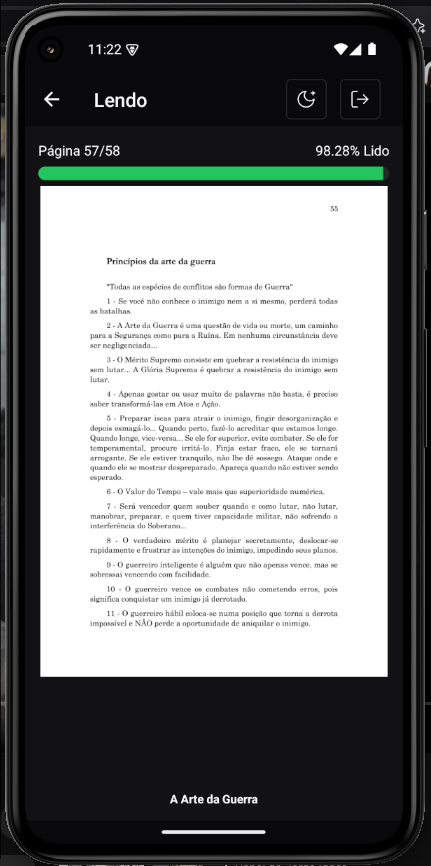 11:22
Lendo
Página 57/58
98.28% Lido
55
Princípios da arte da guerra
"Todas as espécies de conflitos são formas de Guerra"
1 - Se você não conhece o inimigo nem a si mesmo, perderá todas
as batalhas.
2 - A Arte da Guerra é uma questão de vida ou morte, um caminho
para a Segurança como para a Ruína. Em nenhuma circunstância deve
ser negligenciada...
3 - O Mérito Supremo consiste em quebrar a resistência do inimigo
sem lutar... A Glória Suprema é quebrar a resistência do inimigo sem
lutar.
4 - Apenas gostar ou usar muito de palavras não basta, é preciso
saber transformá-las em Atos e Ação.
5 - Preparar iscas para atrair o inimigo, fingir desorganização e
depois esmagá-lo... Quando perto, fazê-lo acreditar que estamos longe.
Quando longe, vice-versa... Se ele for superior, evite combater. Se ele for
temperamental, procure irritá-lo. Finja estar fraco, ele se tornará
arrogante. Se ele estiver tranquilo, não lhe dê sossego. Ataque onde e
quando ele se mostrar despreparado. Apareça quando não estiver sendo
esperado.
6 - O Valor do Tempo – vale mais que superioridade numérica.
7 - Será vencedor quem souber quando e como lutar, não lutar,
manobrar, preparar, e quem tiver capacidade militar, não sofrendo a
interferência do Soberano...
8 - O verdadeiro mérito é planejar secretamente, deslocar-se
rapidamente e frustrar as intenções do inimigo, impedindo seus planos.
9 - O guerreiro inteligente é alguém que não apenas vence, mas se
sobressai vencendo com facilidade.
10 - O guerreiro vence os combates não cometendo erros, pois
significa conquistar um inimigo já derrotado.
11 - O guerreiro hábil coloca-se numa posição que torna a derrota
impossível e NÃO perde a oportunidade de aniquilar o inimigo.
A Arte da Guerra